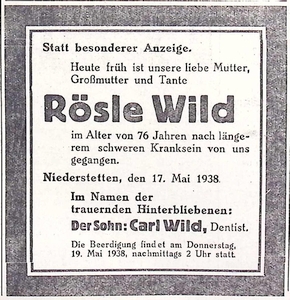 Statt besonderer Anzeige.
Heute früh ist unsere liebe Mutter,
Großmutter und Tante
Rösle Wild
im Alter von 76 Jahren nach länge-
rem schweren Kranksein von uns
gegangen.
Niederstetten, den 17. Mai 1938.
Im Namen der
trauernden Hinterbliebenen:
Der Sohn: Carl Wild, Dentist.
Die Beerdigung findet am Donnerstag,
19. Mai 1938, nachmittags 2 Uhr statt.